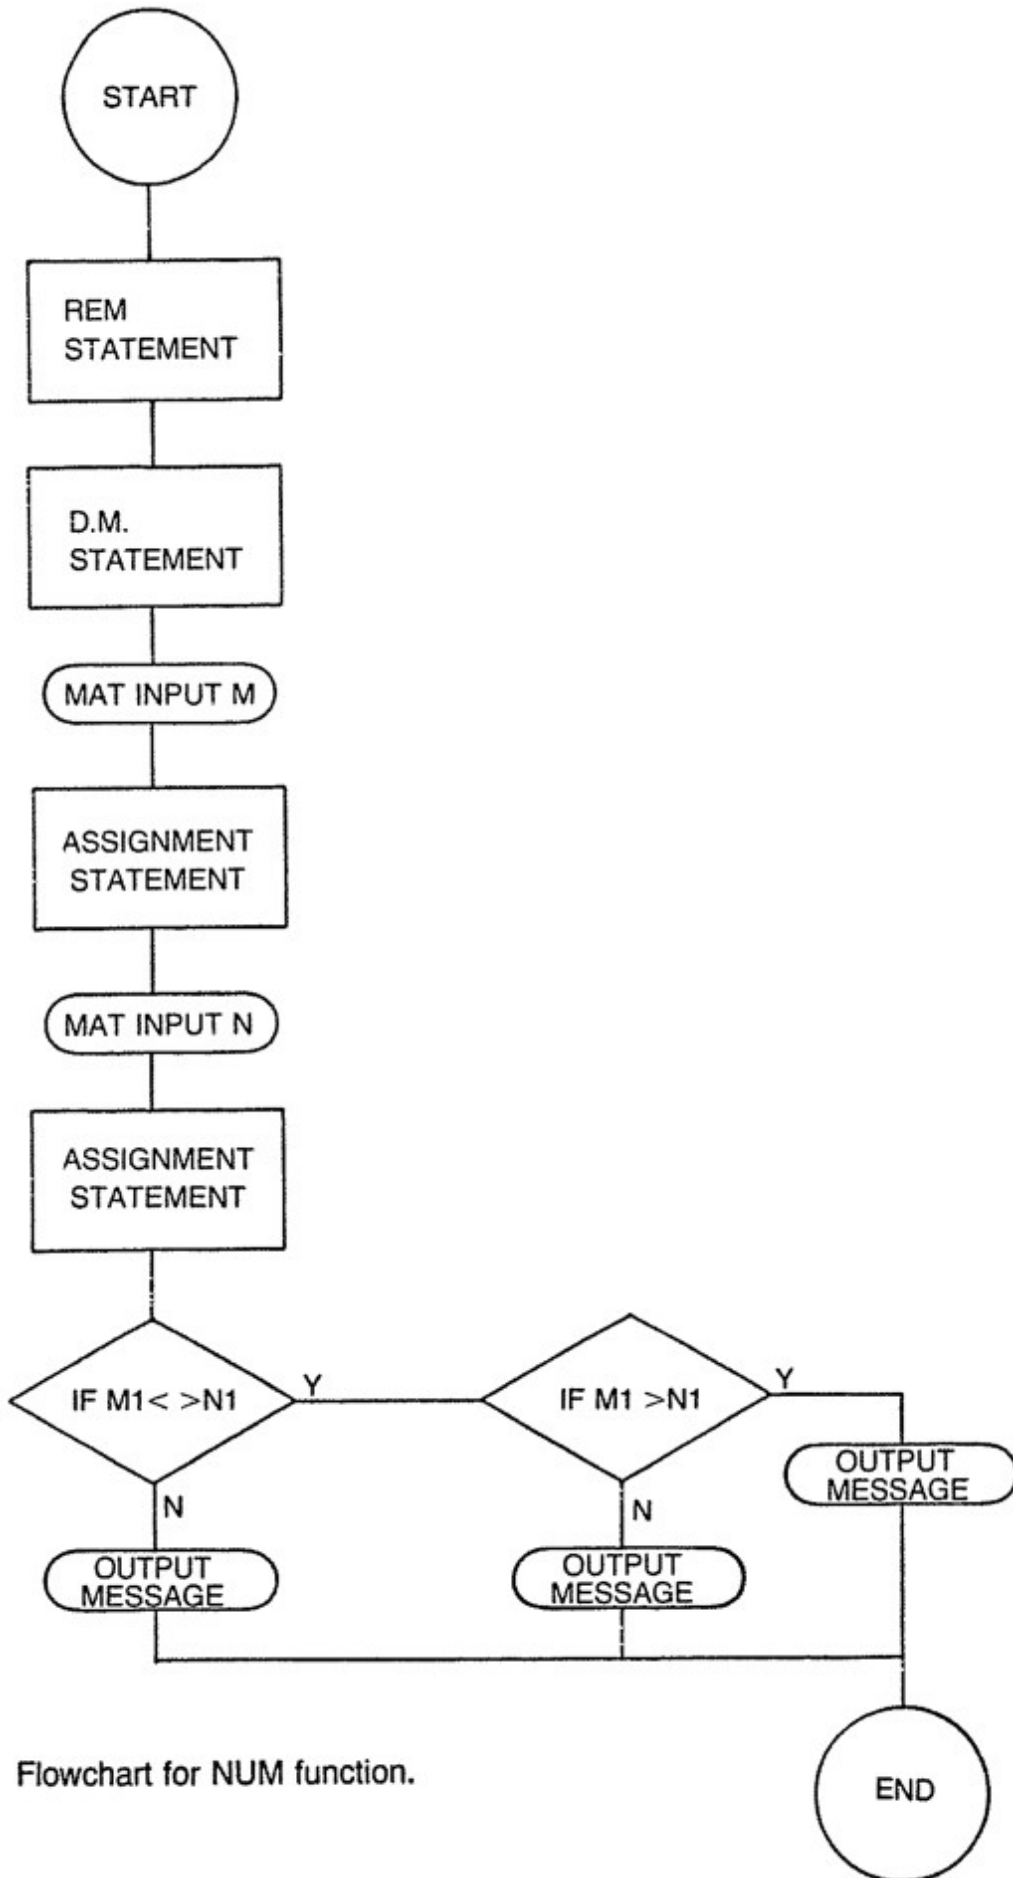 START
REM
STATEMENT
D.M.
STATEMENT
MAT INPUT M
ASSIGNMENT
STATEMENT
MAT INPUT N
ASSIGNMENT
STATEMENT
IF M1< >N1
Y
IF M1 >N1
Y
OUTPUT
MESSAGE
N
OUTPUT
MESSAGE
N
OUTPUT
MESSAGE
Flowchart for NUM function.
END